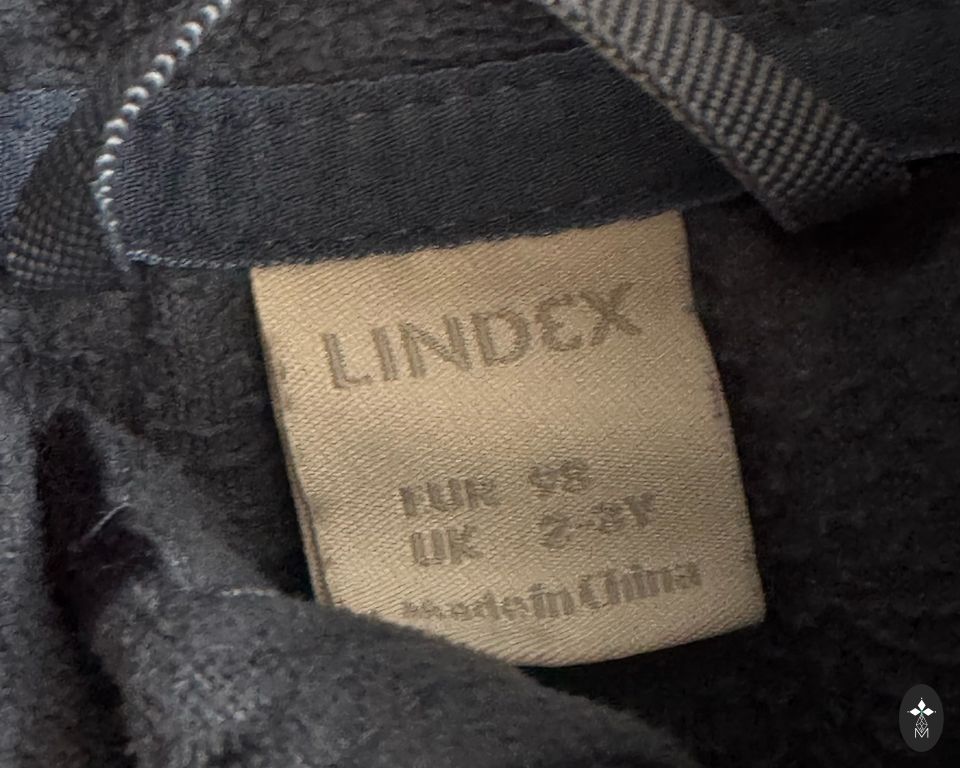 LINDEX
EUR 98
UK 2-3Y
Made in China
M